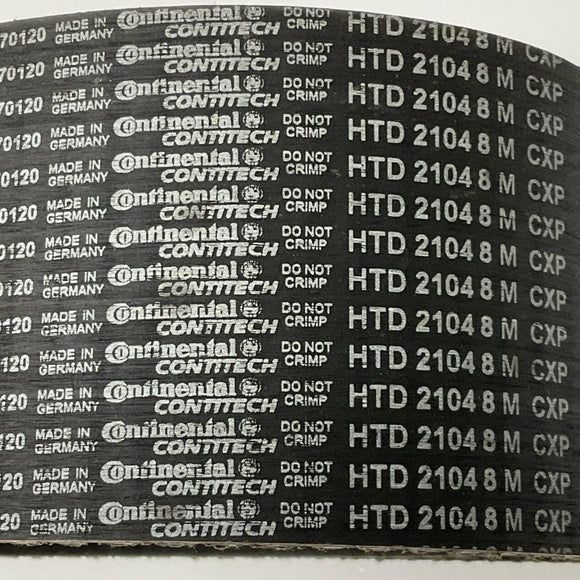 70120 MADE IN GERMANY Continental CONTITECH DO NOT CRIMP HTD 2104 8 M CXP
70120 MADE IN GERMANY Continental CONTITECH DO NOT CRIMP HTD 2104 8 M CXP
70120 MADE IN GERMANY Continental CONTITECH DO NOT CRIMP HTD 2104 8 M CXP
70120 MADE IN GERMANY Continental CONTITECH DO NOT CRIMP HTD 2104 8 M CXP
0120 MADE IN GERMANY Continental CONTITECH DO NOT CRIMP HTD 2104 8 M CXP
0120 MADE IN GERMANY Continental CONTITECH DO NOT CRIMP HTD 2104 8 M CXP
0120 MADE IN GERMANY Continental CONTITECH DO NOT CRIMP HTD 2104 8 M CXP
0120 MADE IN GERMANY Continental CONTITECH DO NOT CRIMP HTD 2104 8 M CXP
0120 MADE IN GERMANY Continental CONTITECH DO NOT CRIMP HTD 2104 8 M CXP
120 MADE IN GERMANY Continental CONTITECH DO NOT CRIMP HTD 2104 8 M CXP
120 MADE IN GERMANY Continental CONTITECH DO NOT CRIMP HTD 2104 8 M CXP
120 MADE IN GERMANY Continental CONTITECH DO NOT CRIMP HTD 2104 8 M CXP
120 MADE IN GERMANY Continental CONTITECH DO NOT CRIMP HTD 2104 8 M CXP
120 MADE IN GERMANY Continental CONTITECH DO NOT CRIMP HTD 2104 8 M CXP